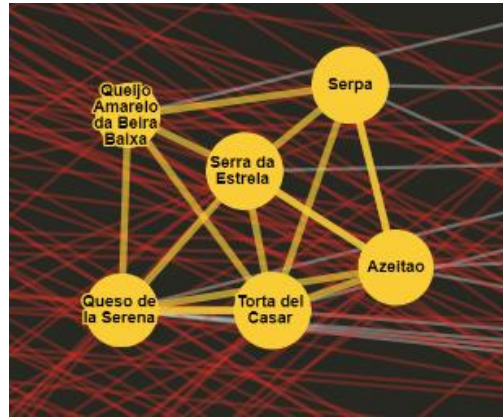 Queijo
Amarelo
da Beira
Baixa
Serpa
Serra da
Estrela
Azeitao
Queso de
la Serena
Torta del
Casar